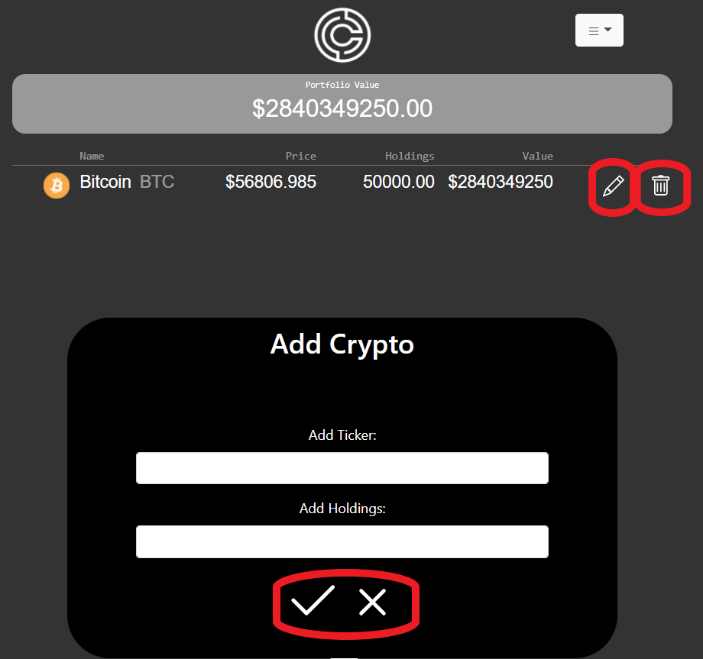 Portfolio Value
$2840349250.00
Name Price Holdings Value
Bitcoin BTC $56806.985 50000.00 $2840349250
Add Crypto
Add Ticker:
Add Holdings: